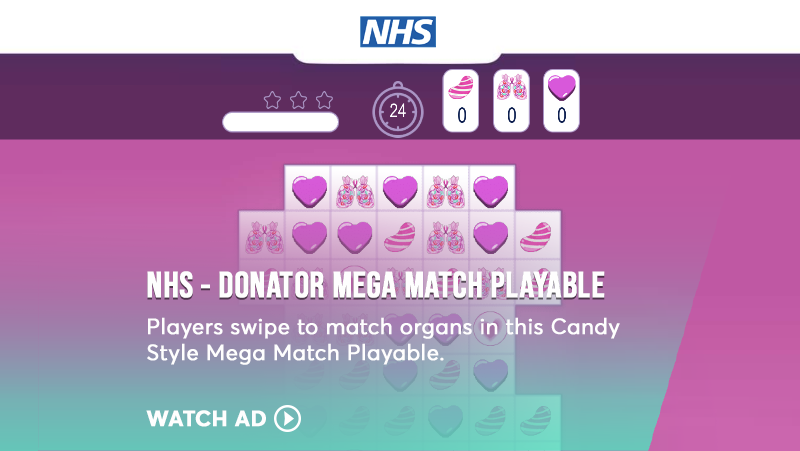 NHS
24
0 0 0
NHS - DONATOR MEGA MATCH PLAYABLE
Players swipe to match organs in this Candy
Style Mega Match Playable.
WATCH AD